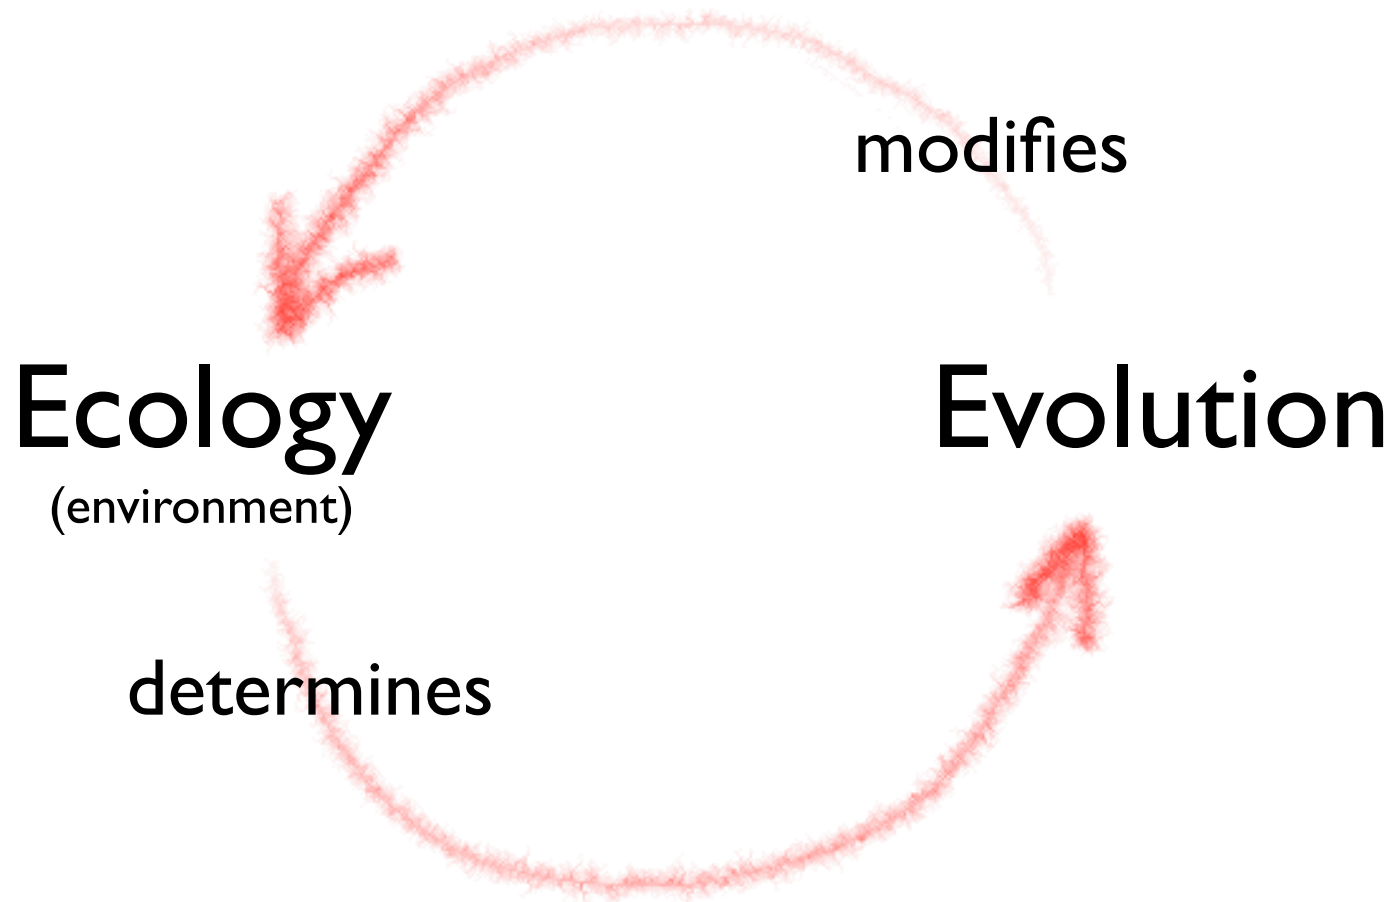 modifies
Ecology
Evolution
(environment)
determines